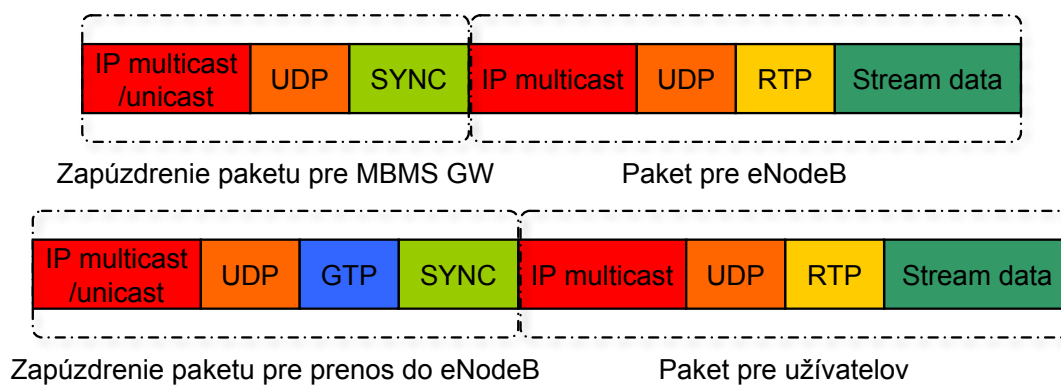 IP multicast /unicast UDP SYNC IP multicast UDP RTP Stream data
Zapúzdrenie paketu pre MBMS GW Paket pre eNodeB
IP multicast /unicast UDP GTP SYNC IP multicast UDP RTP Stream data
Zapúzdrenie paketu pre prenos do eNodeB Paket pre užívatelov